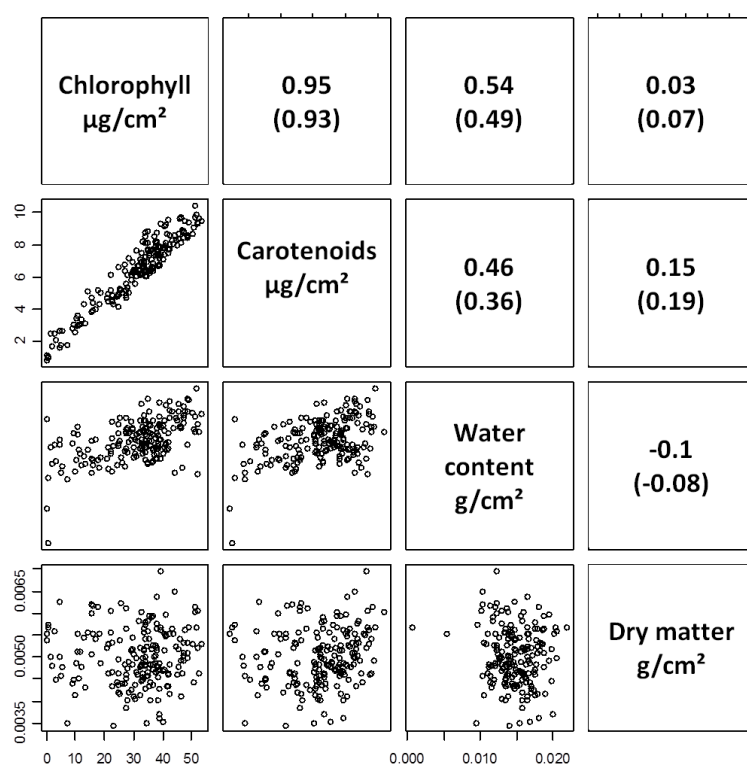 Chlorophyll
µg/cm²
0.95
(0.93)
0.54
(0.49)
0.03
(0.07)
10
8
6
4
2
Carotenoids
µg/cm²
0.46
(0.36)
0.15
(0.19)
Water
content
g/cm²
-0.1
(-0.08)
0.0065
0.0050
0.0035
Dry matter
g/cm²
0 10 20 30 40 50
0.000 0.010 0.020